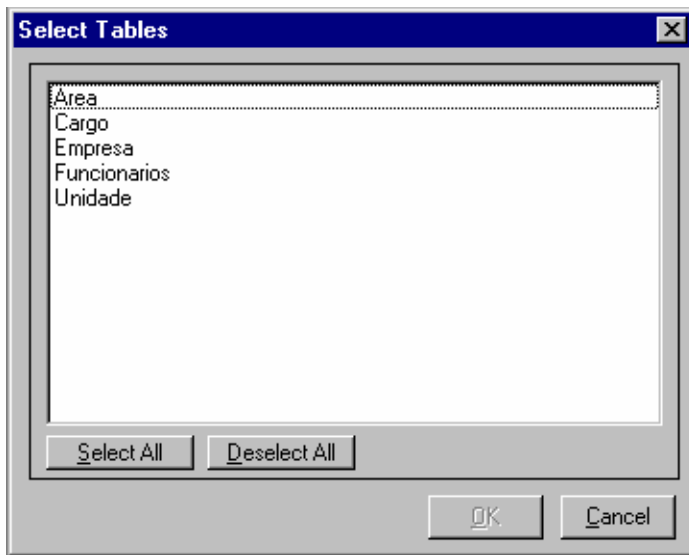 Select Tables
Area
Cargo
Empresa
Funcionarios
Unidade
Select All Deselect All
OK Cancel